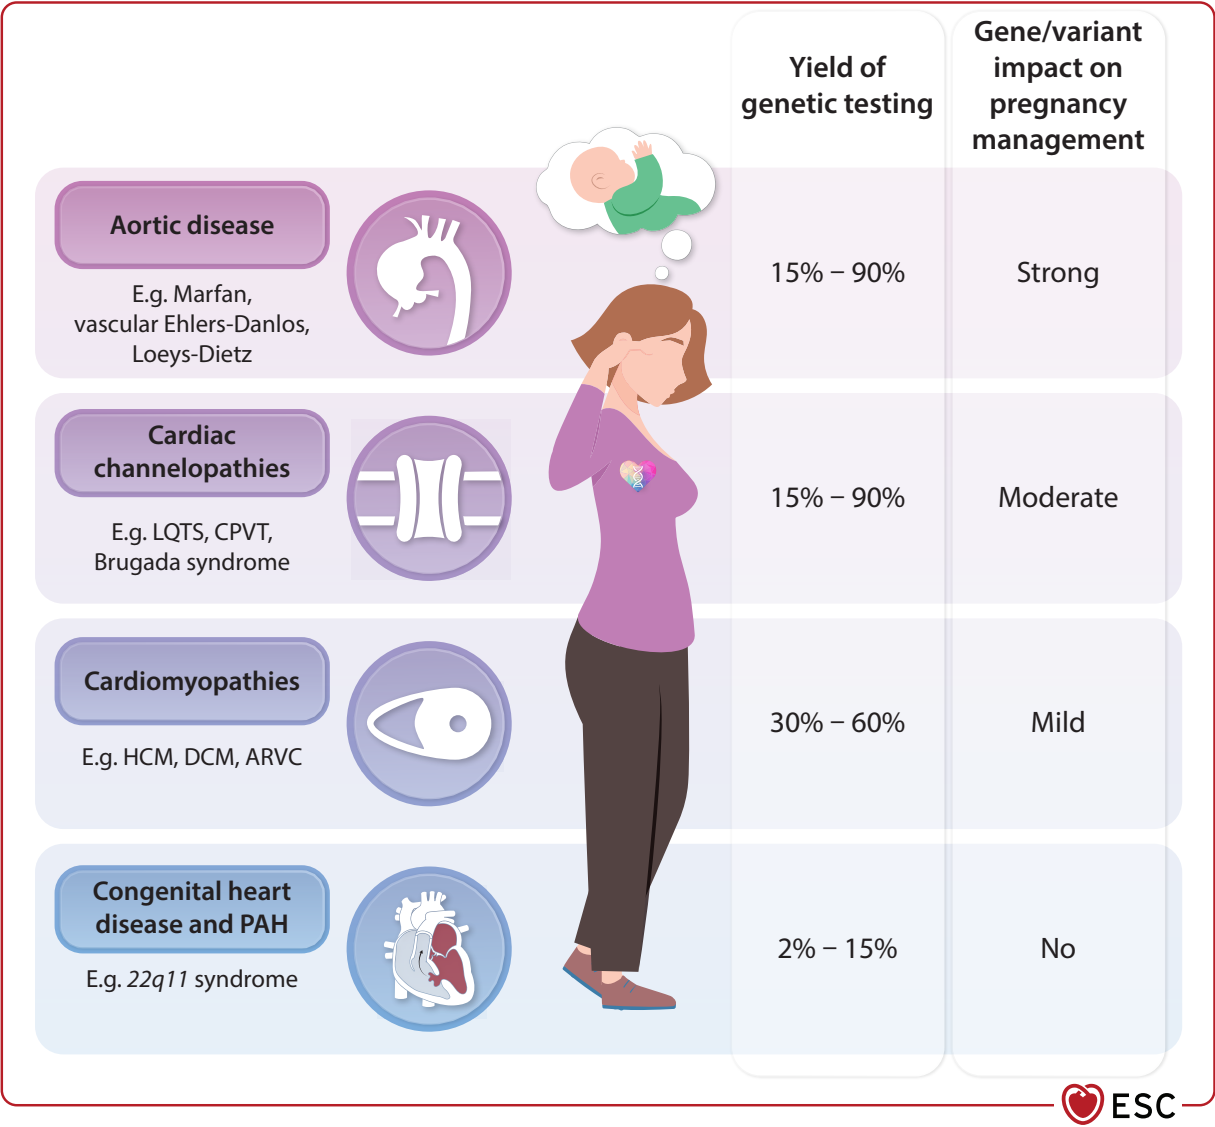 Yield of
genetic testing
Gene/variant
impact on
pregnancy
management
Aortic disease
E.g. Marfan,
vascular Ehlers-Danlos,
Loeys-Dietz
15% – 90%
Strong
Cardiac
channelopathies
E.g. LQTS, CPVT,
Brugada syndrome
15% – 90%
Moderate
Cardiomyopathies
E.g. HCM, DCM, ARVC
30% – 60%
Mild
Congenital heart
disease and PAH
E.g. 22q11 syndrome
2% – 15%
No
ESC